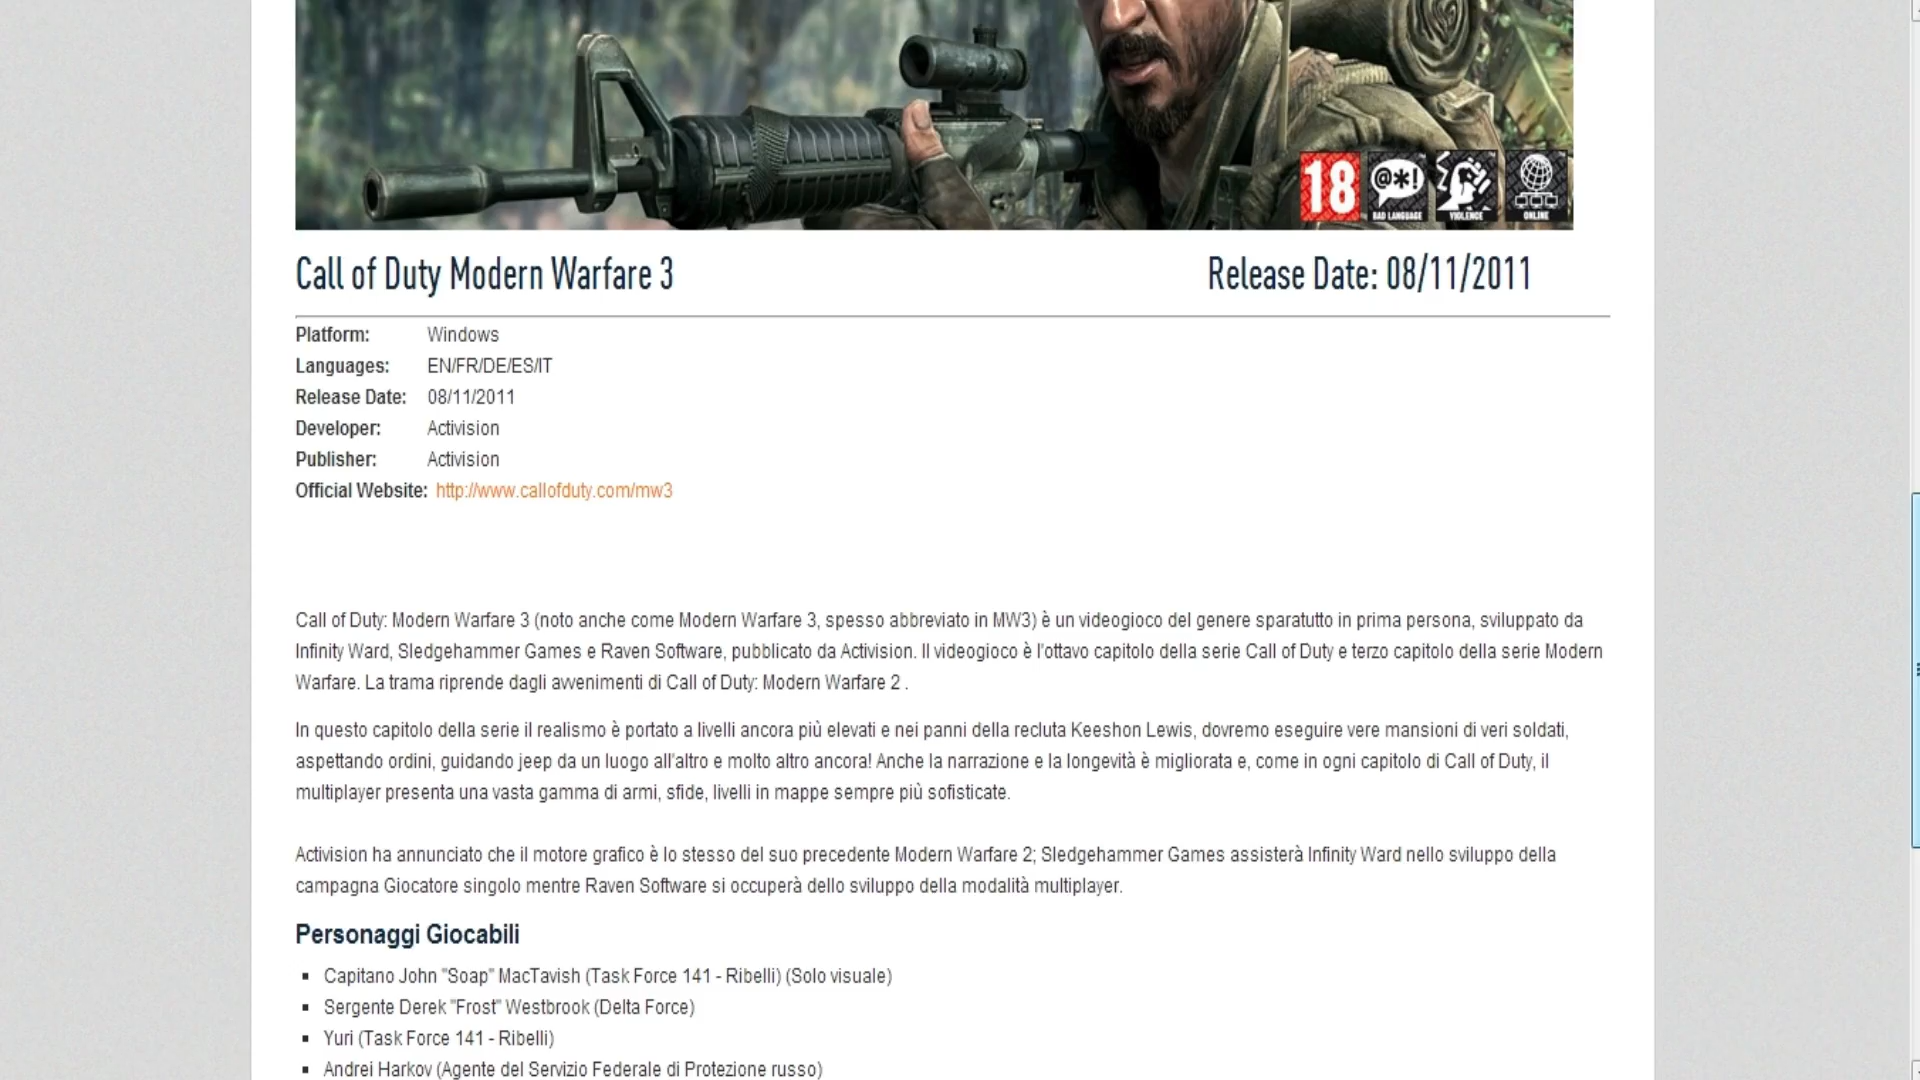 18
@*!
BAD LANGUAGE
VIOLENCE
ONLINE
Call of Duty Modern Warfare 3
Release Date: 08/11/2011
Platform: Windows
Languages: EN/FR/DE/ES/IT
Release Date: 08/11/2011
Developer: Activision
Publisher: Activision
Official Website: http://www.callofduty.com/mw3
Call of Duty: Modern Warfare 3 (noto anche come Modern Warfare 3, spesso abbreviato in MW3) è un videogioco del genere sparatutto in prima persona, sviluppato da
Infinity Ward, Sledgehammer Games e Raven Software, pubblicato da Activision. Il videogioco è l'ottavo capitolo della serie Call of Duty e terzo capitolo della serie Modern
Warfare. La trama riprende dagli avvenimenti di Call of Duty: Modern Warfare 2 .
In questo capitolo della serie il realismo è portato a livelli ancora più elevati e nei panni della recluta Keeshon Lewis, dovremo eseguire vere mansioni di veri soldati,
aspettando ordini, guidando jeep da un luogo all'altro e molto altro ancora! Anche la narrazione e la longevità è migliorata e, come in ogni capitolo di Call of Duty, il
multiplayer presenta una vasta gamma di armi, sfide, livelli in mappe sempre più sofisticate.
Activision ha annunciato che il motore grafico è lo stesso del suo precedente Modern Warfare 2; Sledgehammer Games assisterà Infinity Ward nello sviluppo della
campagna Giocatore singolo mentre Raven Software si occuperà dello sviluppo della modalità multiplayer.
Personaggi Giocabili
▪ Capitano John "Soap" MacTavish (Task Force 141 - Ribelli) (Solo visuale)
▪ Sergente Derek "Frost" Westbrook (Delta Force)
▪ Yuri (Task Force 141 - Ribelli)
▪ Andrei Harkov (Agente del Servizio Federale di Protezione russo)